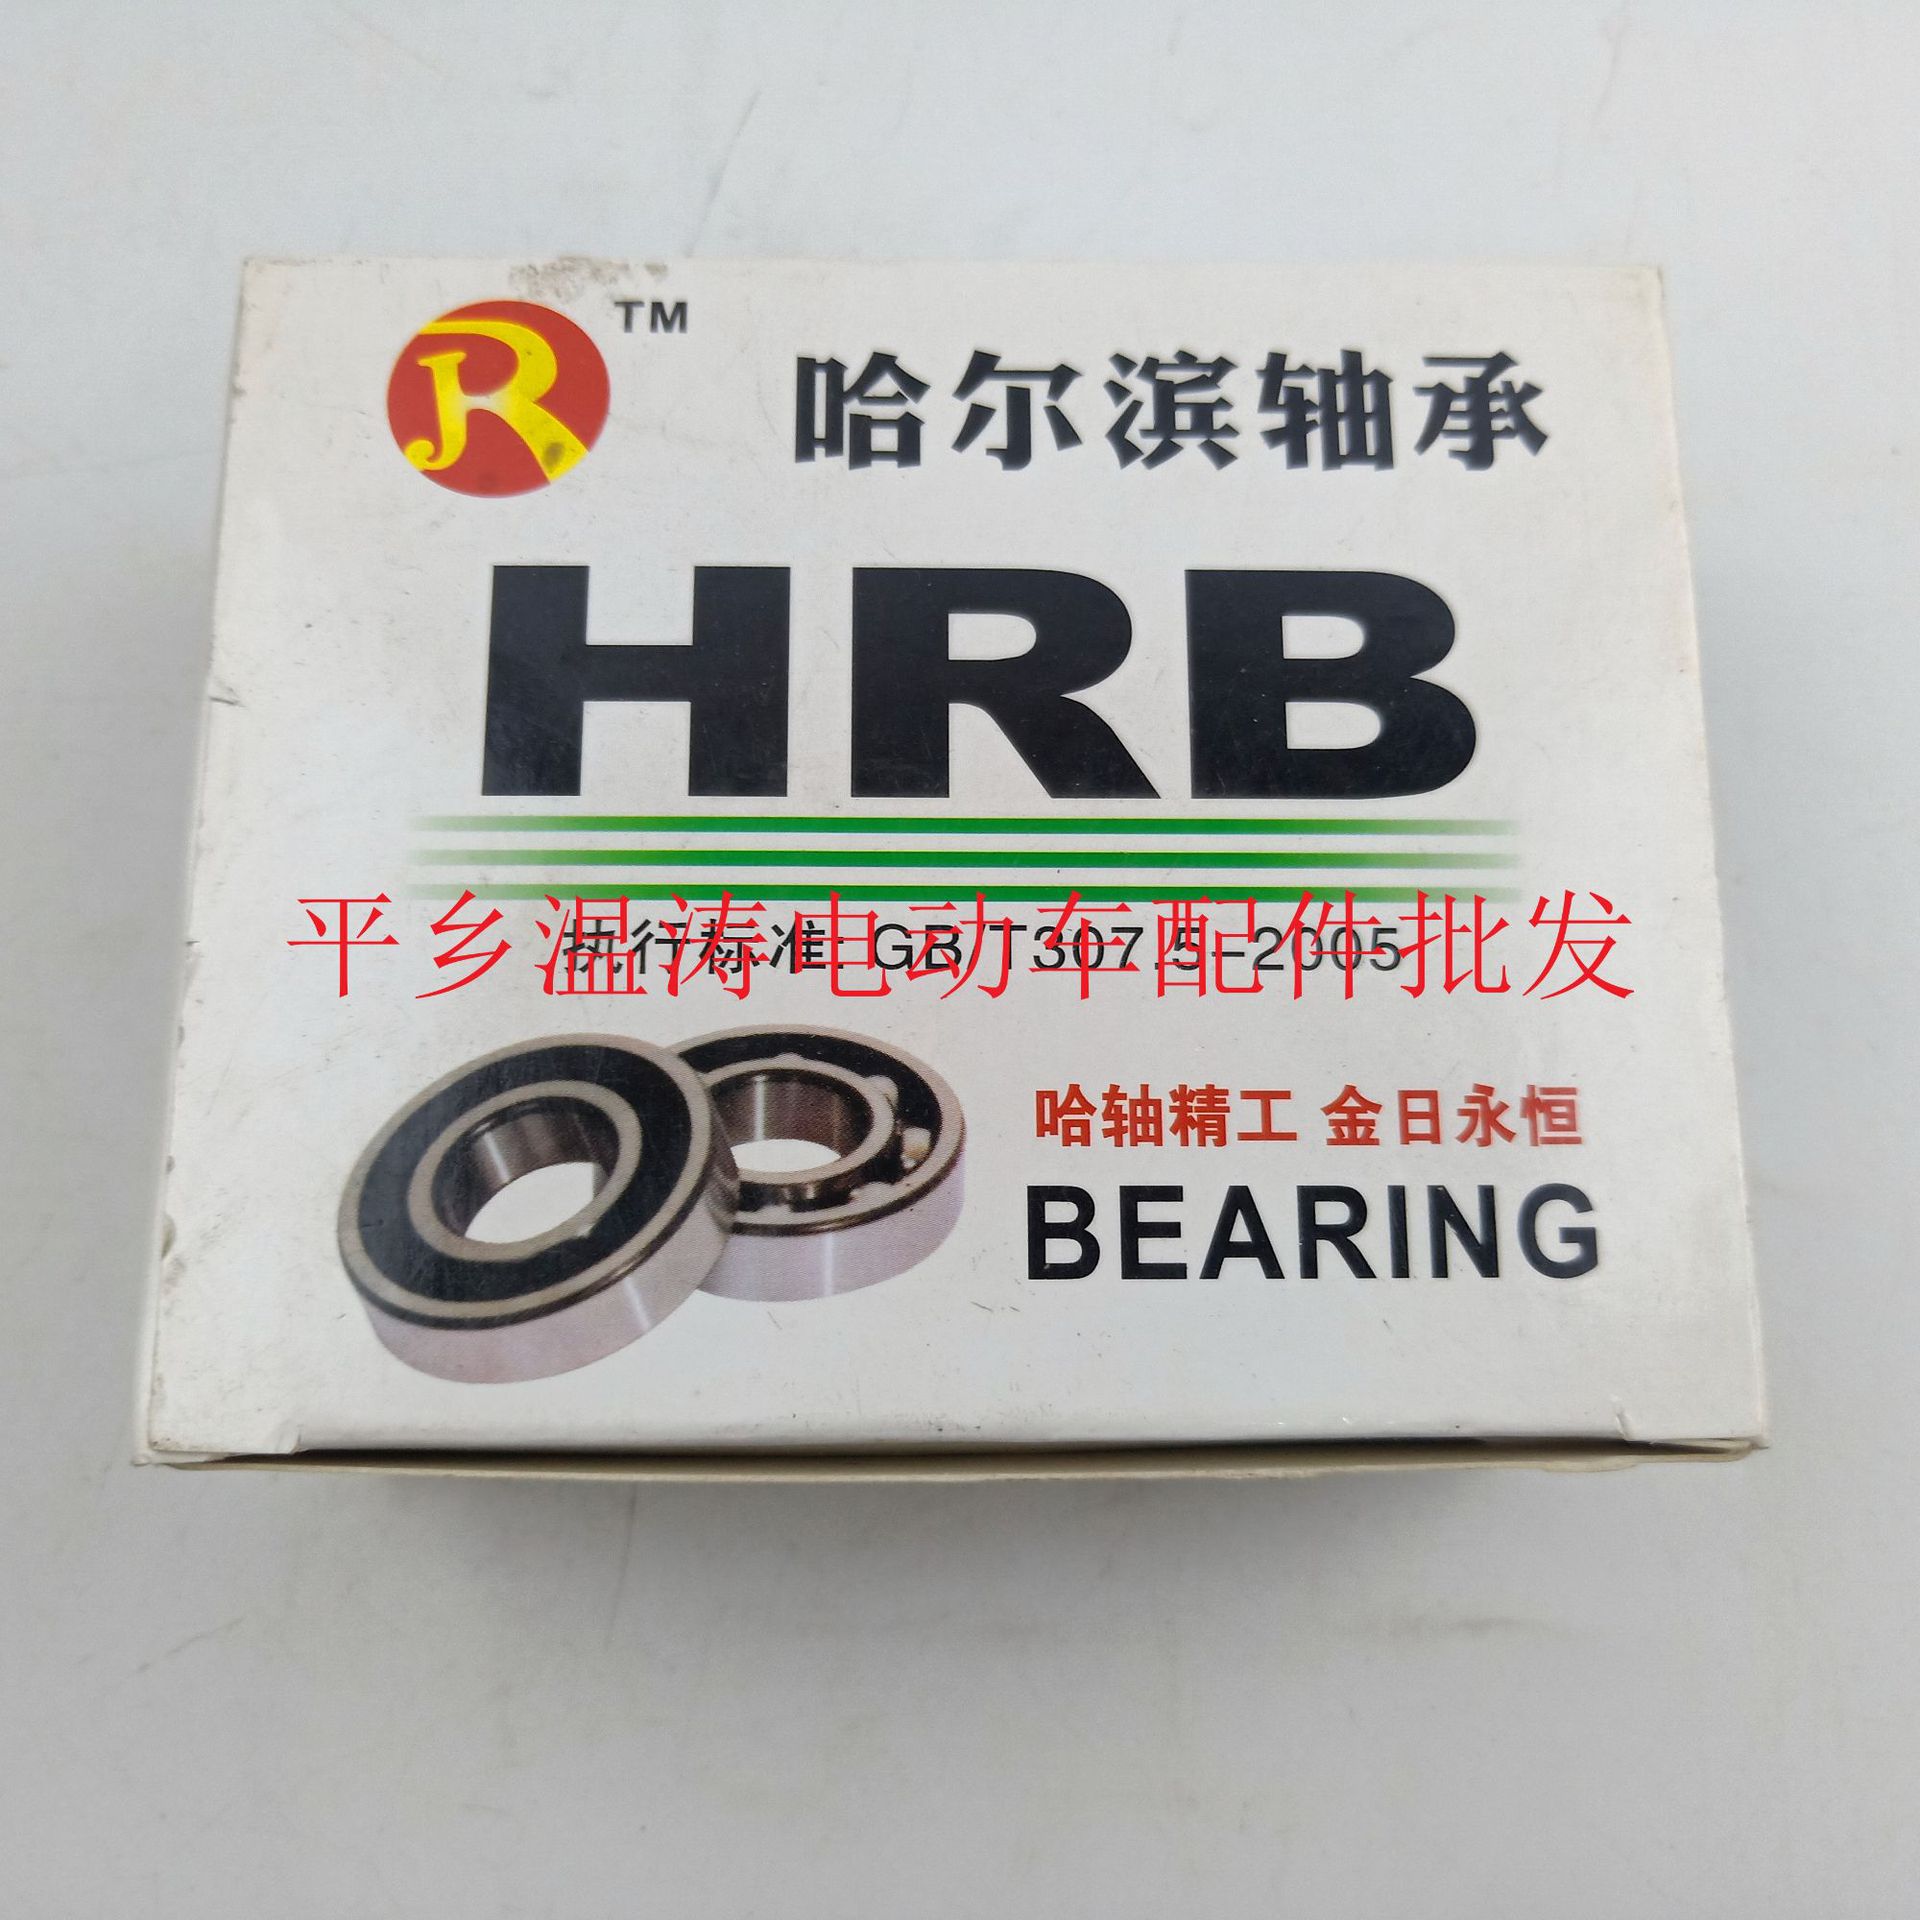 JR TM
哈尔滨轴承
HRB
执行标准: GB/T307.5-2005
平乡温涛电动车配件批发
哈轴精工 金日永恒
BEARING